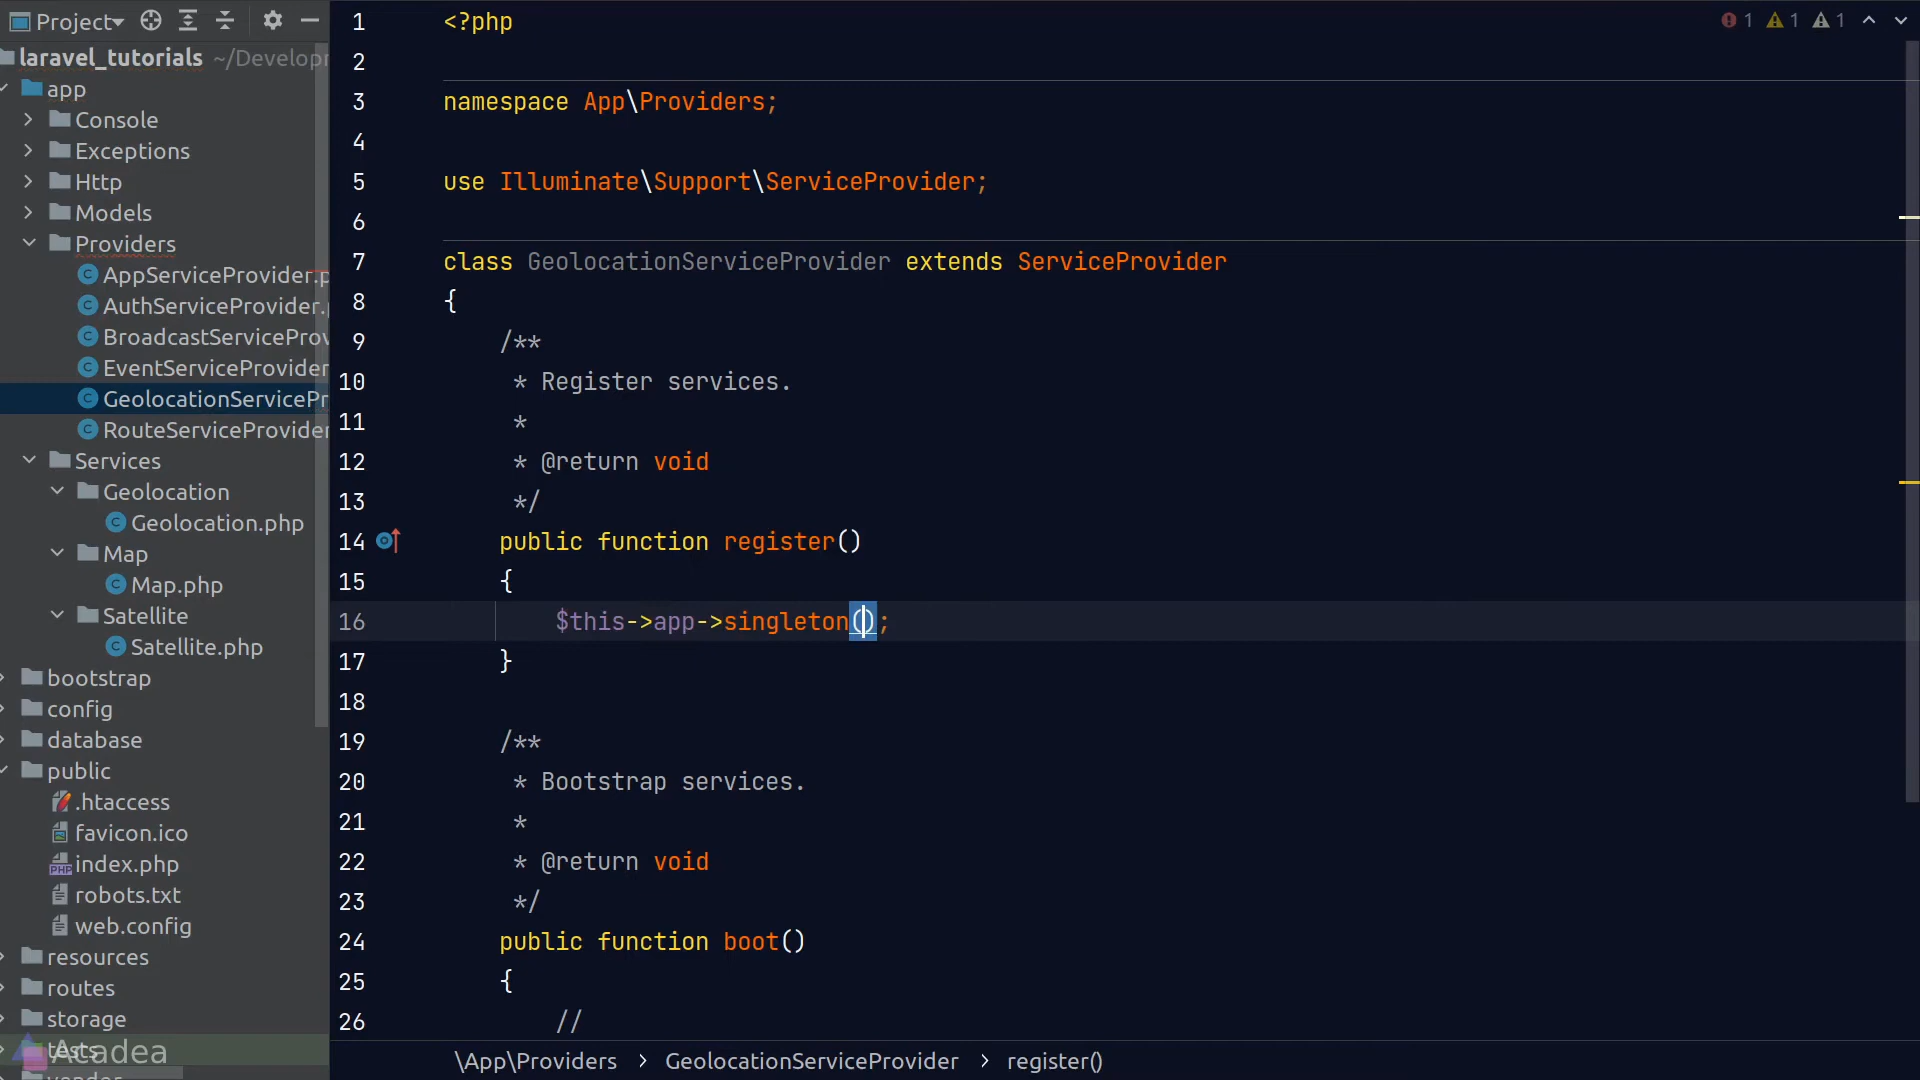 Project
laravel_tutorials ~/Develop
app
Console
Exceptions
Http
Models
Providers
AppServiceProvider.p
AuthServiceProvider.
BroadcastServicePro
EventServiceProvider
GeolocationServicePr
RouteServiceProvider
Services
Geolocation
Geolocation.php
Map
Map.php
Satellite
Satellite.php
bootstrap
config
database
public
.htaccess
favicon.ico
index.php
robots.txt
web.config
resources
routes
storage
tests
Acadea
1 <?php
2
3 namespace App\Providers;
4
5 use Illuminate\Support\ServiceProvider;
6
7 class GeolocationServiceProvider extends ServiceProvider
8 {
9 /**
10 * Register services.
11 *
12 * @return void
13 */
14 public function register()
15 {
16 $this->app->singleton();
17 }
18
19 /**
20 * Bootstrap services.
21 *
22 * @return void
23 */
24 public function boot()
25 {
26 //
1 1 1
\App\Providers > GeolocationServiceProvider > register()